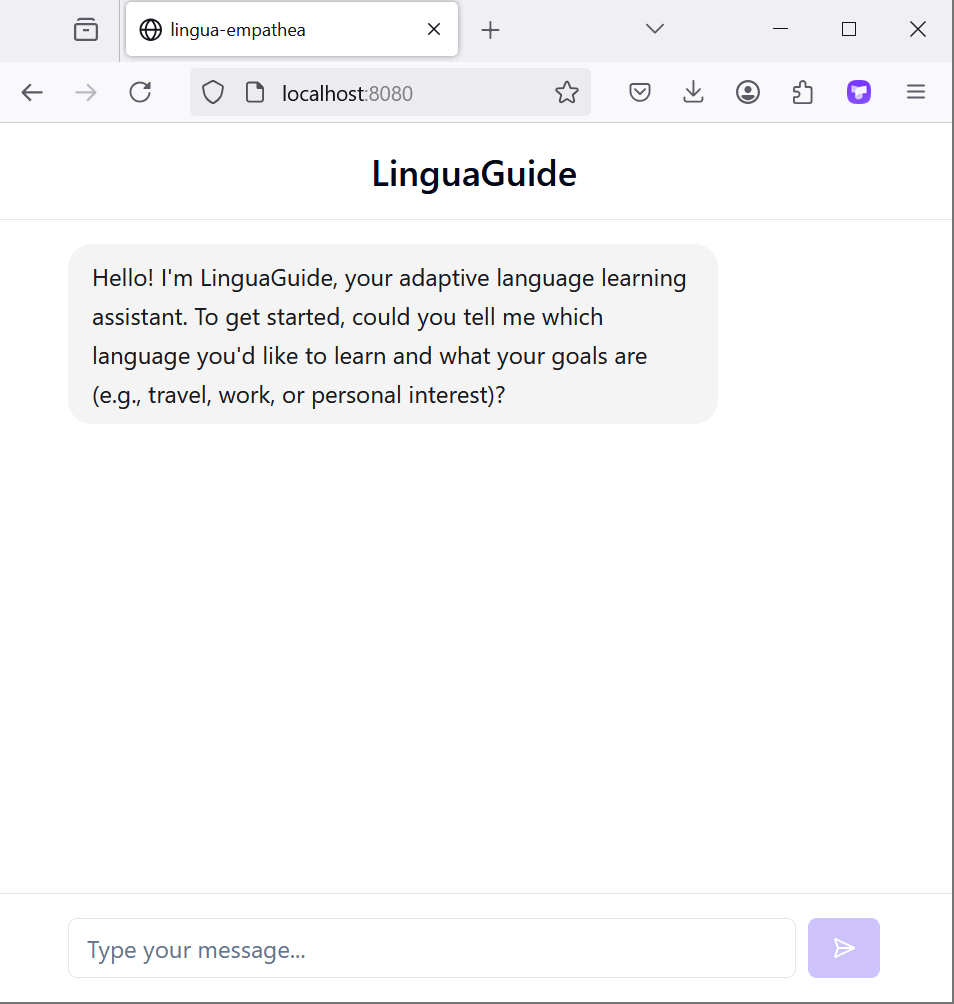 lingua-empathea
localhost:8080
LinguaGuide
Hello! I'm LinguaGuide, your adaptive language learning
assistant. To get started, could you tell me which
language you'd like to learn and what your goals are
(e.g., travel, work, or personal interest)?
Type your message...